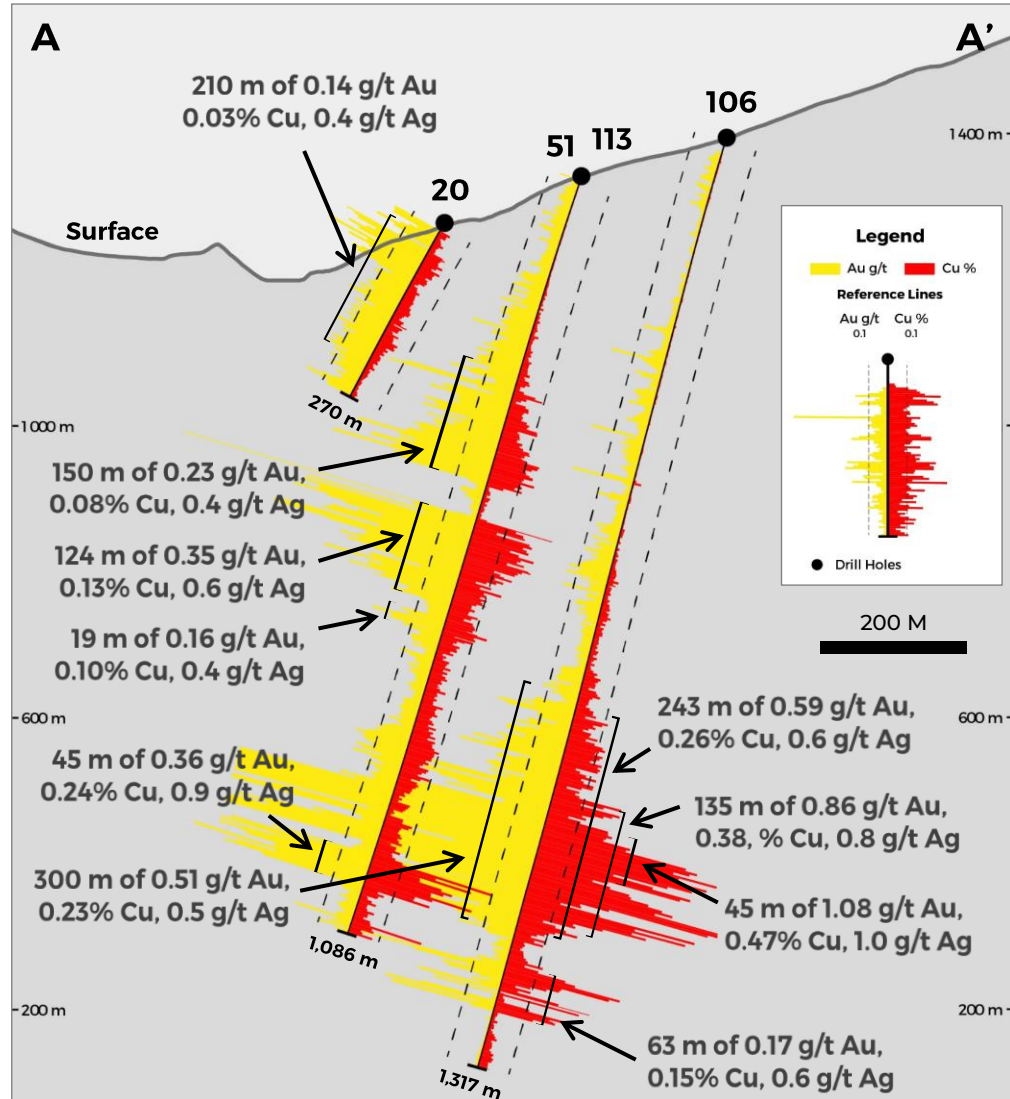 A
A’
210 m of 0.14 g/t Au
0.03% Cu, 0.4 g/t Ag
106
51 113
1400 m
20
Surface
Legend
Au g/t Cu %
Reference Lines
Au g/t Cu %
0.1 0.1
Drill Holes
270 m
1000 m
150 m of 0.23 g/t Au,
0.08% Cu, 0.4 g/t Ag
124 m of 0.35 g/t Au,
0.13% Cu, 0.6 g/t Ag
19 m of 0.16 g/t Au,
0.10% Cu, 0.4 g/t Ag
200 M
600 m
600 m
243 m of 0.59 g/t Au,
0.26% Cu, 0.6 g/t Ag
45 m of 0.36 g/t Au,
0.24% Cu, 0.9 g/t Ag
135 m of 0.86 g/t Au,
0.38, % Cu, 0.8 g/t Ag
300 m of 0.51 g/t Au,
0.23% Cu, 0.5 g/t Ag
45 m of 1.08 g/t Au,
0.47% Cu, 1.0 g/t Ag
1,086 m
200 m
200 m
63 m of 0.17 g/t Au,
0.15% Cu, 0.6 g/t Ag
1,317 m